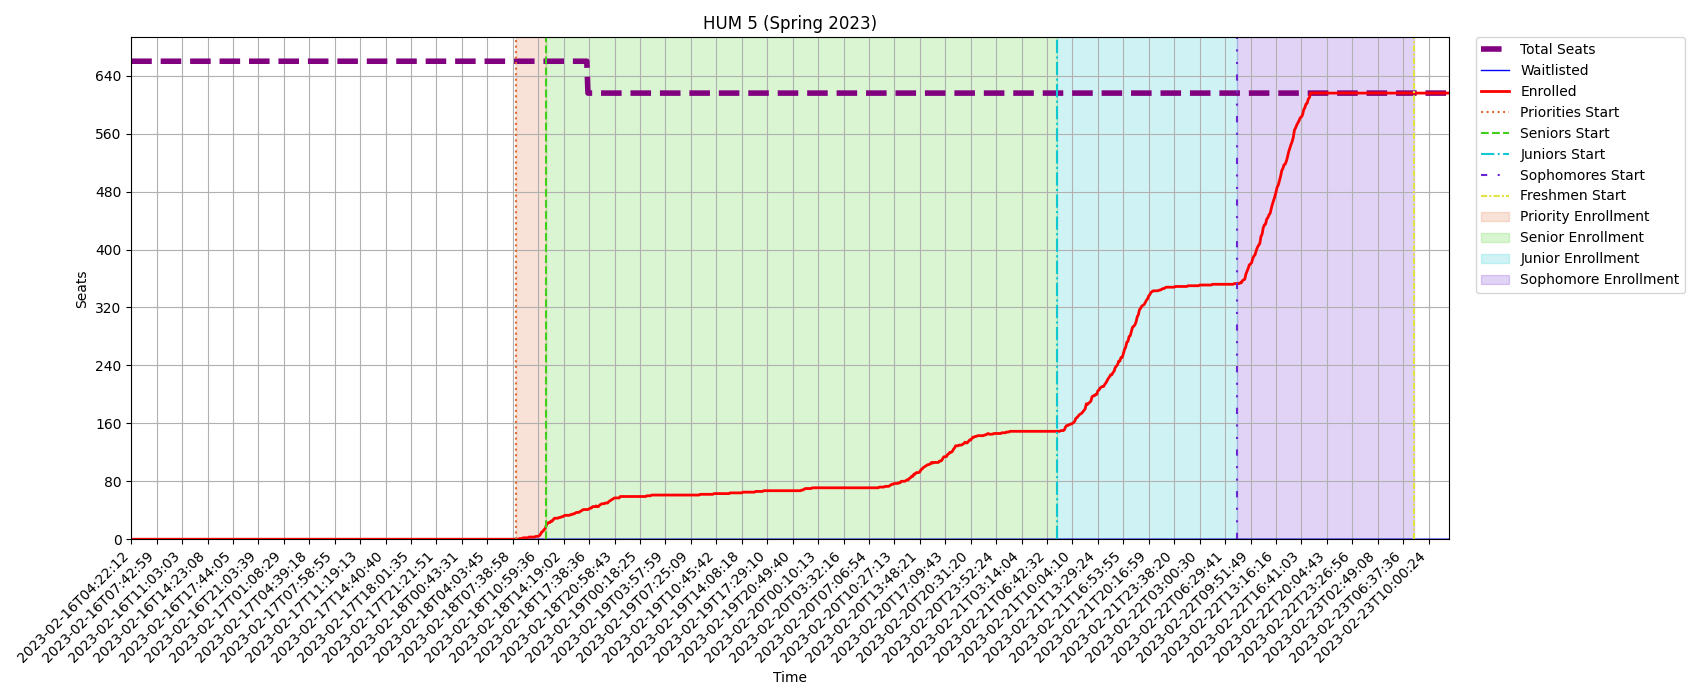 HUM 5 (Spring 2023)
Seats
640
560
480
400
320
240
160
80
0
Total Seats
Waitlisted
Enrolled
Priorities Start
Seniors Start
Juniors Start
Sophomores Start
Freshmen Start
Priority Enrollment
Senior Enrollment
Junior Enrollment
Sophomore Enrollment
2023-02-16T04:22:12
2023-02-16T07:42:59
2023-02-16T11:03:03
2023-02-16T14:23:08
2023-02-16T17:44:05
2023-02-16T21:03:39
2023-02-17T01:08:29
2023-02-17T04:39:18
2023-02-17T07:58:55
2023-02-17T11:19:13
2023-02-17T14:40:40
2023-02-17T18:01:35
2023-02-17T21:21:51
2023-02-18T00:43:31
2023-02-18T04:03:45
2023-02-18T07:38:58
2023-02-18T10:59:36
2023-02-18T14:19:02
2023-02-18T17:38:36
2023-02-18T20:58:43
2023-02-19T00:18:25
2023-02-19T03:57:59
2023-02-19T07:25:09
2023-02-19T10:45:42
2023-02-19T14:08:18
2023-02-19T17:29:10
2023-02-19T20:49:40
2023-02-20T00:10:13
2023-02-20T03:32:16
2023-02-20T07:06:54
2023-02-20T10:27:13
2023-02-20T13:48:21
2023-02-20T17:09:43
2023-02-20T20:31:20
2023-02-20T23:52:24
2023-02-21T03:14:04
2023-02-21T06:42:32
2023-02-21T10:04:10
2023-02-21T13:29:24
2023-02-21T16:53:55
2023-02-21T20:16:59
2023-02-21T23:38:20
2023-02-22T03:00:30
2023-02-22T06:29:41
2023-02-22T09:51:49
2023-02-22T13:16:16
2023-02-22T16:41:03
2023-02-22T20:04:43
2023-02-22T23:26:56
2023-02-23T02:49:08
2023-02-23T06:37:36
2023-02-23T10:00:24
Time